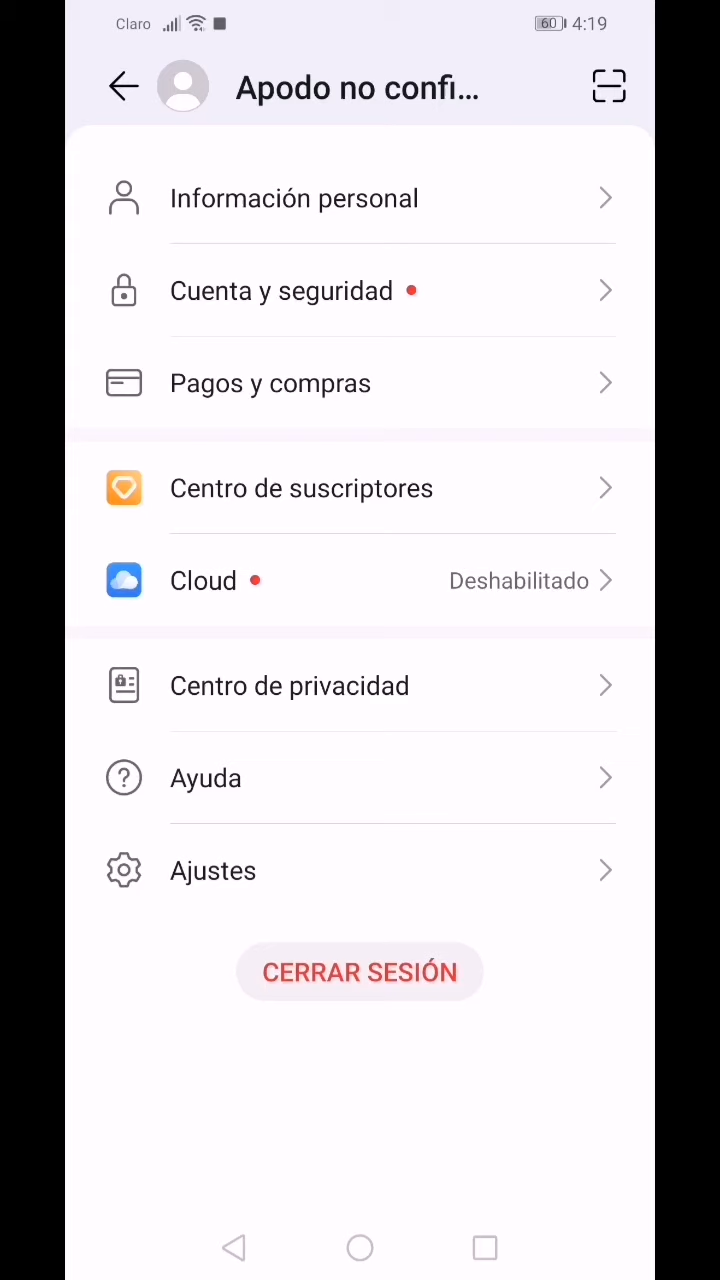 Claro 60 4:19
Apodo no confi...
Información personal
Cuenta y seguridad
Pagos y compras
Centro de suscriptores
Cloud Deshabilitado
Centro de privacidad
Ayuda
Ajustes
CERRAR SESIÓN